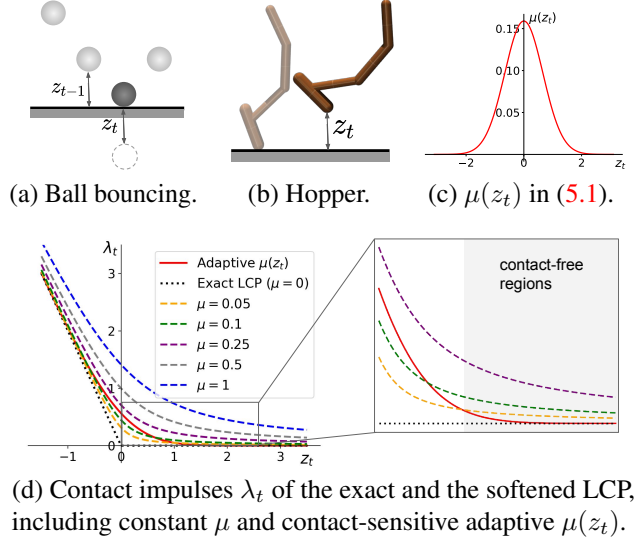 z_{t−1}
z_t
z_t
μ(z_t)
0.15
0.10
0.05
−2
0
2
z_t
(a) Ball bouncing.
(b) Hopper.
(c) μ(z_t) in (5.1).
λ_t
3
2
1
0
−1
0
1
2
3
z_t
Adaptive μ(z_t)
Exact LCP (μ = 0)
μ = 0.05
μ = 0.1
μ = 0.25
μ = 0.5
μ = 1
contact-free
regions
(d) Contact impulses λ_t of the exact and the softened LCP,
including constant μ and contact-sensitive adaptive μ(z_t).